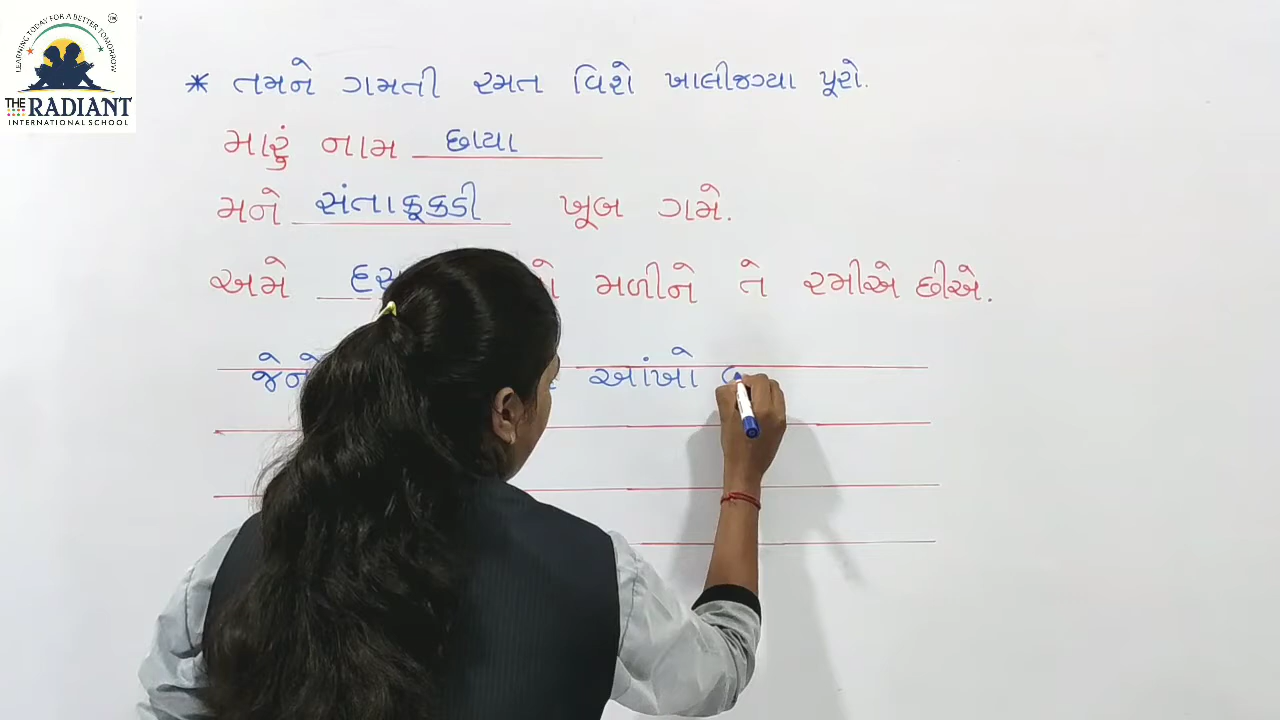 LEARNING TODAY FOR A BETTER TOMORROW
THE RADIANT
INTERNATIONAL SCHOOL
* તમને ગમતી રમત વિશે ખાલીજગ્યા પૂરો.
મારું નામ છાયા
મને સંતાકૂકડી ખૂબ ગમે.
અમે મળીને તે રમીએ છીએ.
આંખો